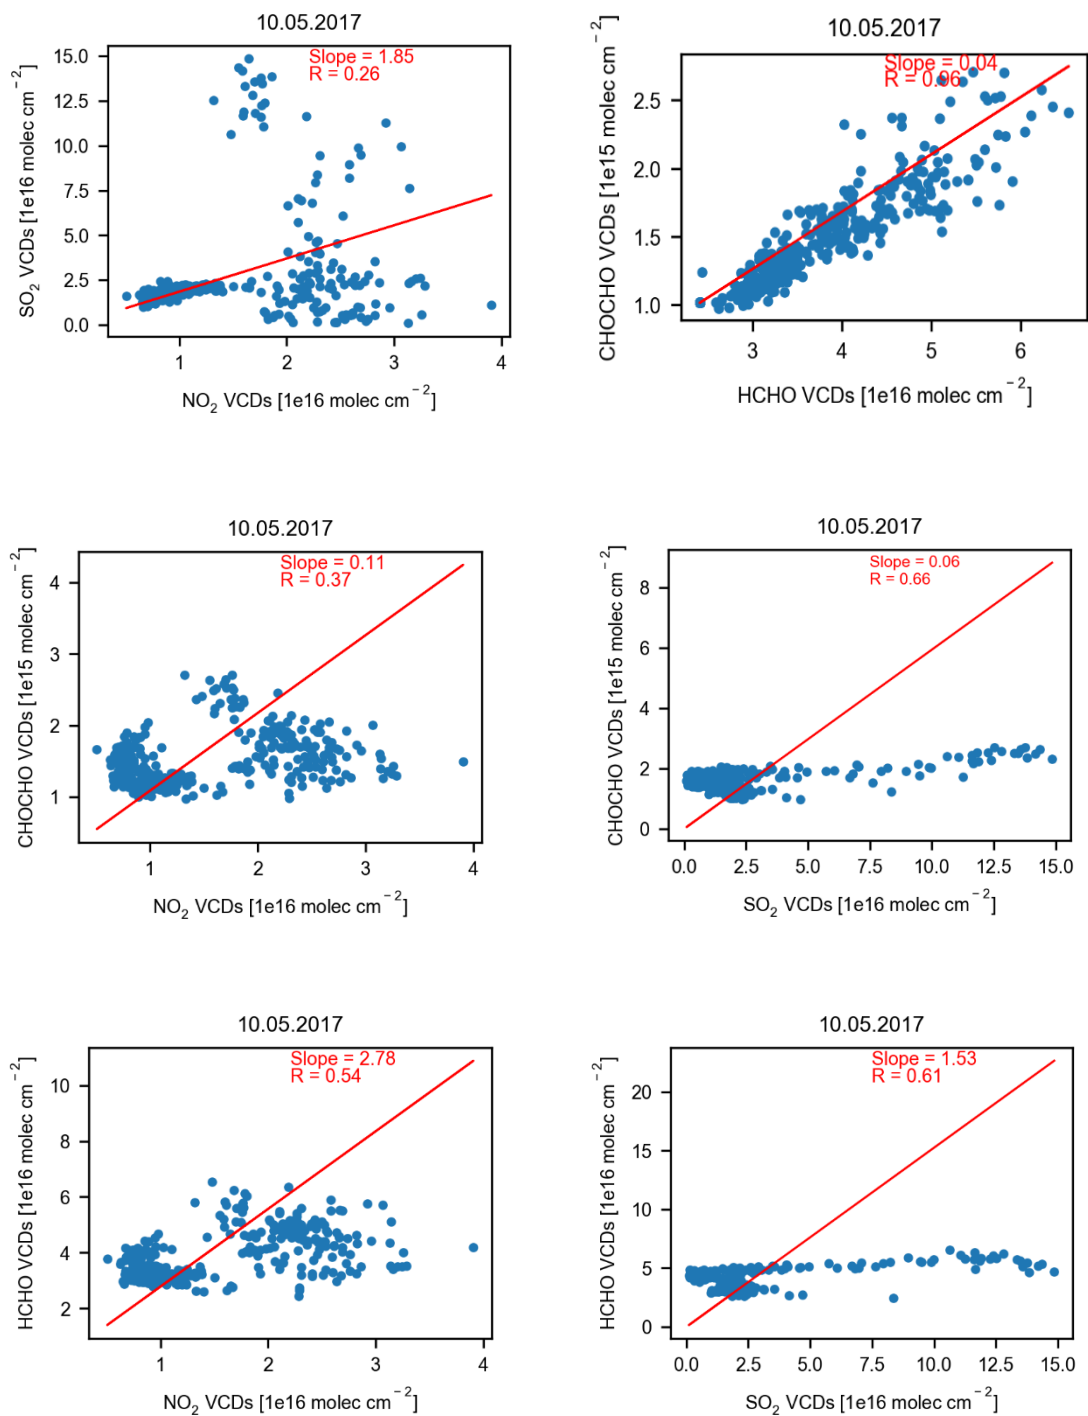 10.05.2017
Slope = 1.85
R = 0.26
15.0
12.5
10.0
7.5
5.0
2.5
0.0
SO₂ VCDs [1e16 molec cm⁻²]
1 2 3 4
NO₂ VCDs [1e16 molec cm⁻²]
10.05.2017
Slope = 0.04
R = 0.96
2.5
2.0
1.5
1.0
CHOCHO VCDs [1e15 molec cm⁻²]
3 4 5 6
HCHO VCDs [1e16 molec cm⁻²]
10.05.2017
Slope = 0.11
R = 0.37
4
3
2
1
CHOCHO VCDs [1e15 molec cm⁻²]
1 2 3 4
NO₂ VCDs [1e16 molec cm⁻²]
10.05.2017
Slope = 0.06
R = 0.66
8
6
4
2
0
CHOCHO VCDs [1e15 molec cm⁻²]
0.0 2.5 5.0 7.5 10.0 12.5 15.0
SO₂ VCDs [1e16 molec cm⁻²]
10.05.2017
Slope = 2.78
R = 0.54
10
8
6
4
2
HCHO VCDs [1e16 molec cm⁻²]
1 2 3 4
NO₂ VCDs [1e16 molec cm⁻²]
10.05.2017
Slope = 1.53
R = 0.61
20
15
10
5
0
HCHO VCDs [1e16 molec cm⁻²]
0.0 2.5 5.0 7.5 10.0 12.5 15.0
SO₂ VCDs [1e16 molec cm⁻²]